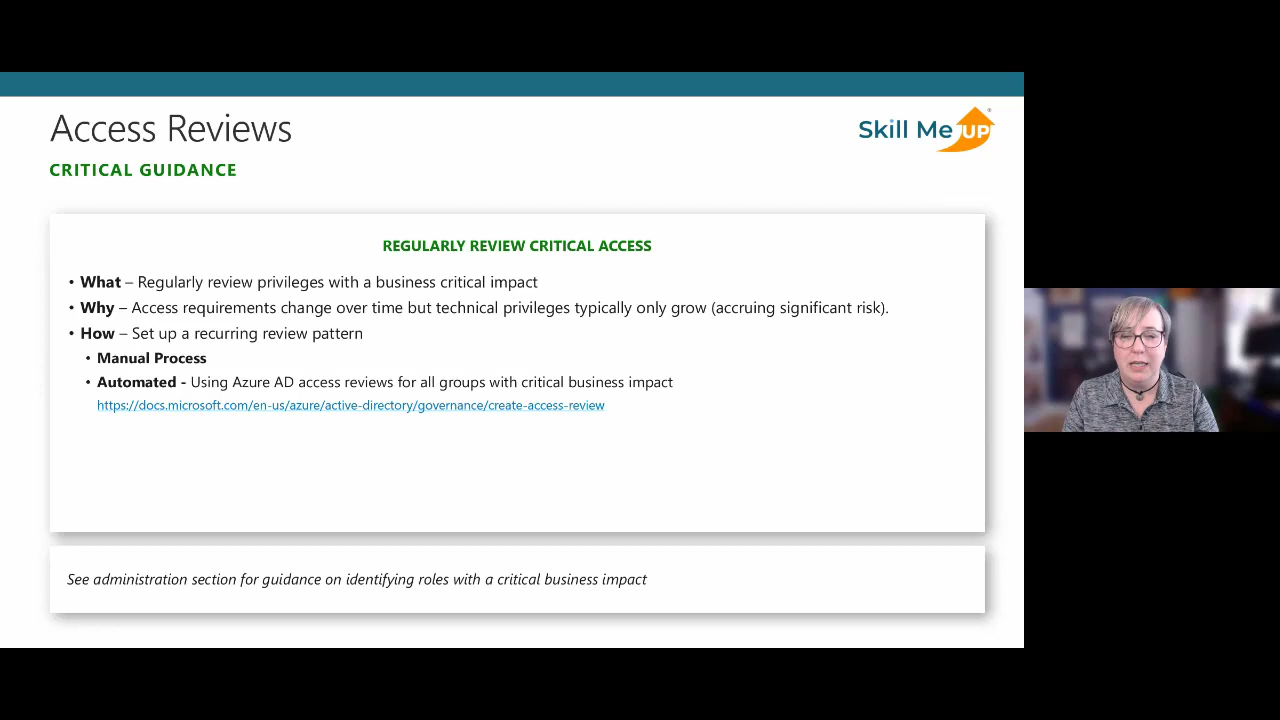 Access Reviews
Skill Me UP
CRITICAL GUIDANCE
REGULARLY REVIEW CRITICAL ACCESS
• What – Regularly review privileges with a business critical impact
• Why – Access requirements change over time but technical privileges typically only grow (accruing significant risk).
• How – Set up a recurring review pattern
• Manual Process
• Automated - Using Azure AD access reviews for all groups with critical business impact
https://docs.microsoft.com/en-us/azure/active-directory/governance/create-access-review
See administration section for guidance on identifying roles with a critical business impact